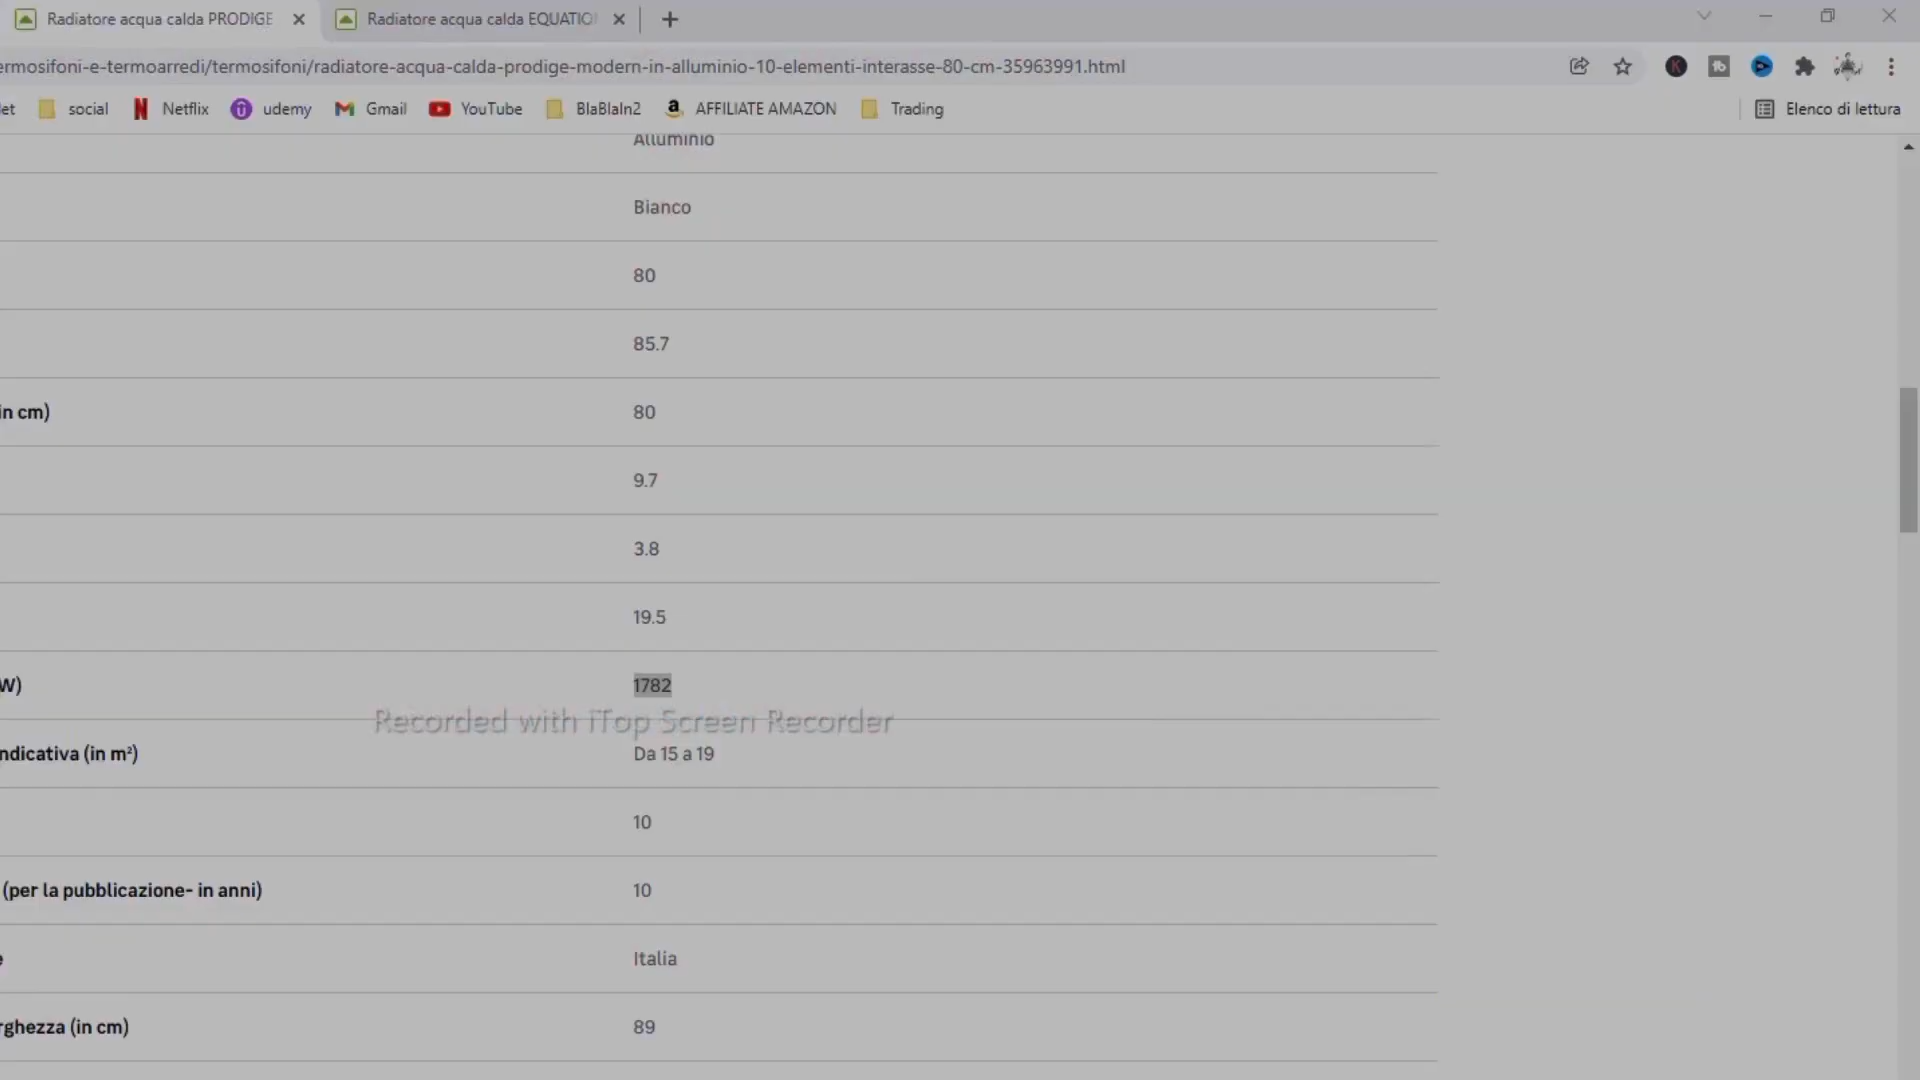 Radiatore acqua calda PRODIGE
Radiatore acqua calda EQUATIO
ermosifoni-e-termoarredi/termosifoni/radiatore-acqua-calda-prodige-modern-in-alluminio-10-elementi-interasse-80-cm-35963991.html
et social Netflix udemy Gmail YouTube BlaBlaIn2 AFFILIATE AMAZON Trading Elenco di lettura
Alluminio
Bianco
80
85.7
in cm) 80
9.7
3.8
19.5
W) 1782
Recorded with iTop Screen Recorder
ndicativa (in m²) Da 15 a 19
10
(per la pubblicazione- in anni) 10
e Italia
rghezza (in cm) 89